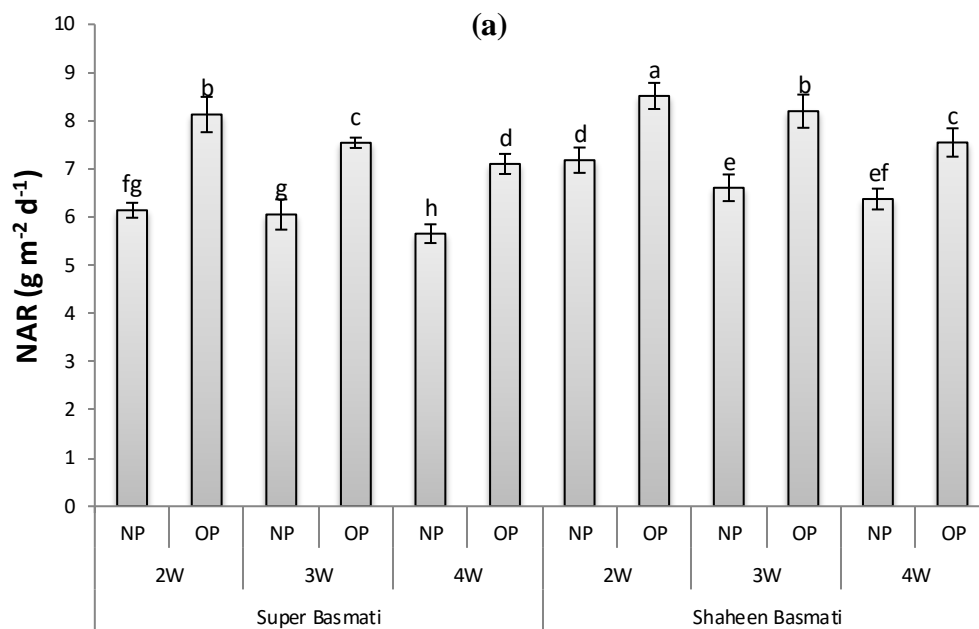 (a)
10
9
8
7
6
5
4
3
2
1
0
NAR (g m-2 d-1)
fg b g c h d d a e b ef c
NP OP NP OP NP OP NP OP NP OP NP OP
2W 3W 4W 2W 3W 4W
Super Basmati Shaheen Basmati